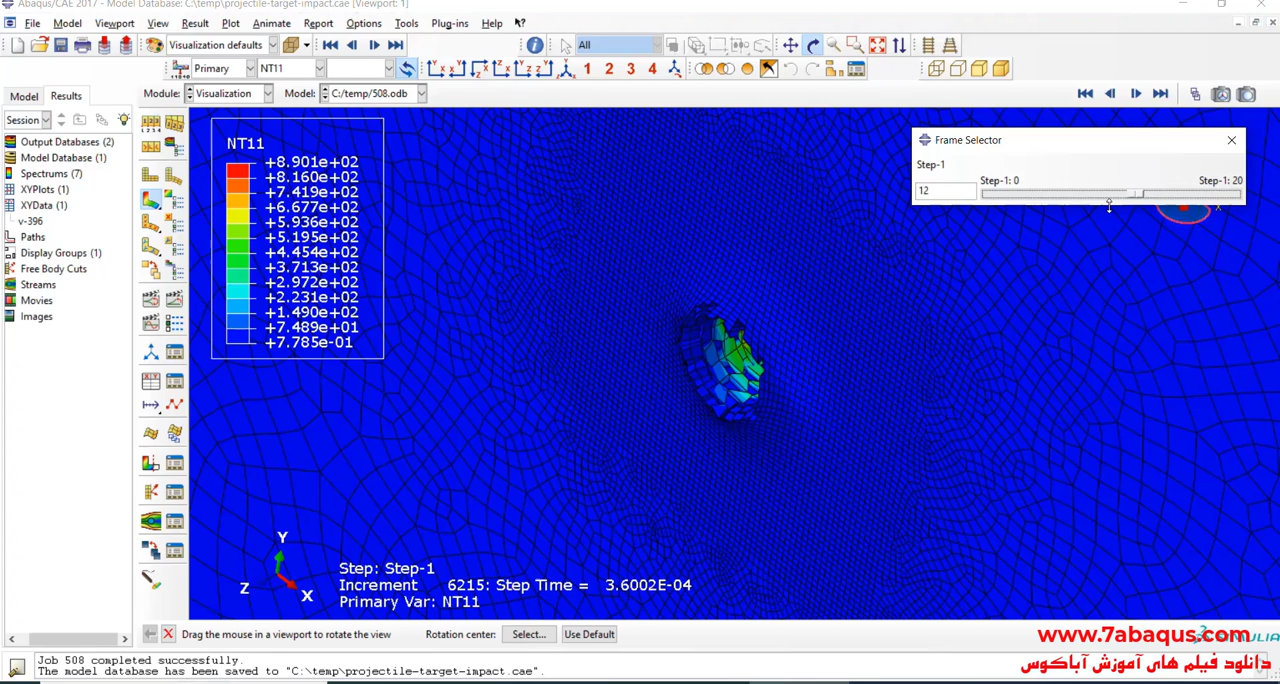 Abaqus/CAE 2017 - Model Database: C:\temp\projectile-target-impact.cae [Viewport: 1]
File Model Viewport View Result Plot Animate Report Options Tools Plug-ins Help
Visualization defaults All
Primary NT11 1 2 3 4
Model Results Module: Visualization Model: C:/temp/508.odb
Session
Output Databases (2)
Model Database (1)
Spectrums (7)
XYPlots (1)
XYData (1)
v-396
Paths
Display Groups (1)
Free Body Cuts
Streams
Movies
Images
NT11
+8.901e+02
+8.160e+02
+7.419e+02
+6.677e+02
+5.936e+02
+5.195e+02
+4.454e+02
+3.713e+02
+2.972e+02
+2.231e+02
+1.490e+02
+7.489e+01
+7.785e-01
Frame Selector
Step-1
Step-1: 0 Step-1: 20
12
X
Y
Z
X
Step: Step-1
Increment 6215: Step Time = 3.6002E-04
Primary Var: NT11
Drag the mouse in a viewport to rotate the view Rotation center: Select... Use Default
www.7abaqus.com
دانلود فیلم های آموزش آباکوس
Job 508 completed successfully.
The model database has been saved to "C:\temp\projectile-target-impact.cae".